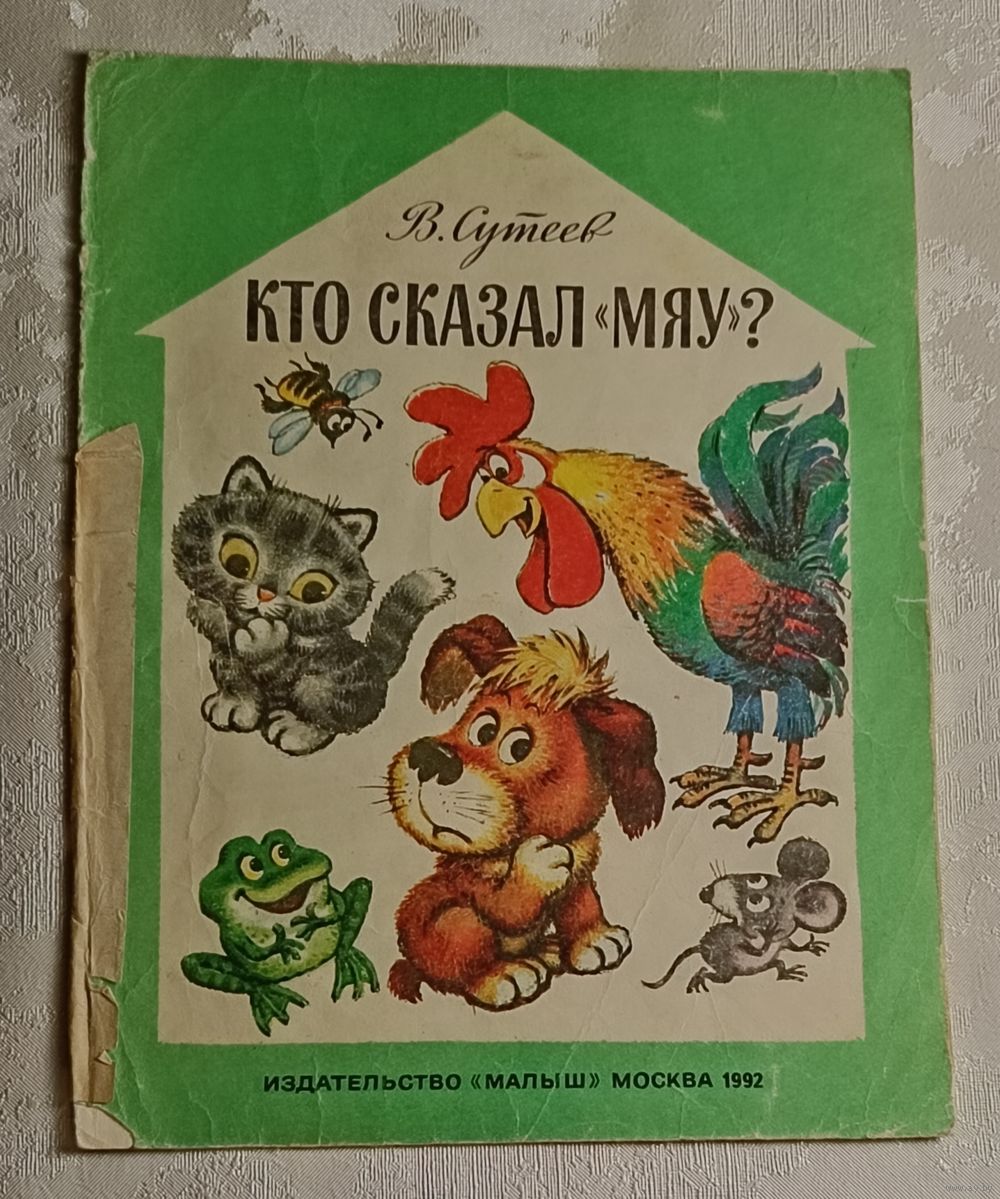 В. Сутеев
КТО СКАЗАЛ «МЯУ»?
ИЗДАТЕЛЬСТВО «МАЛЫШ» МОСКВА 1992